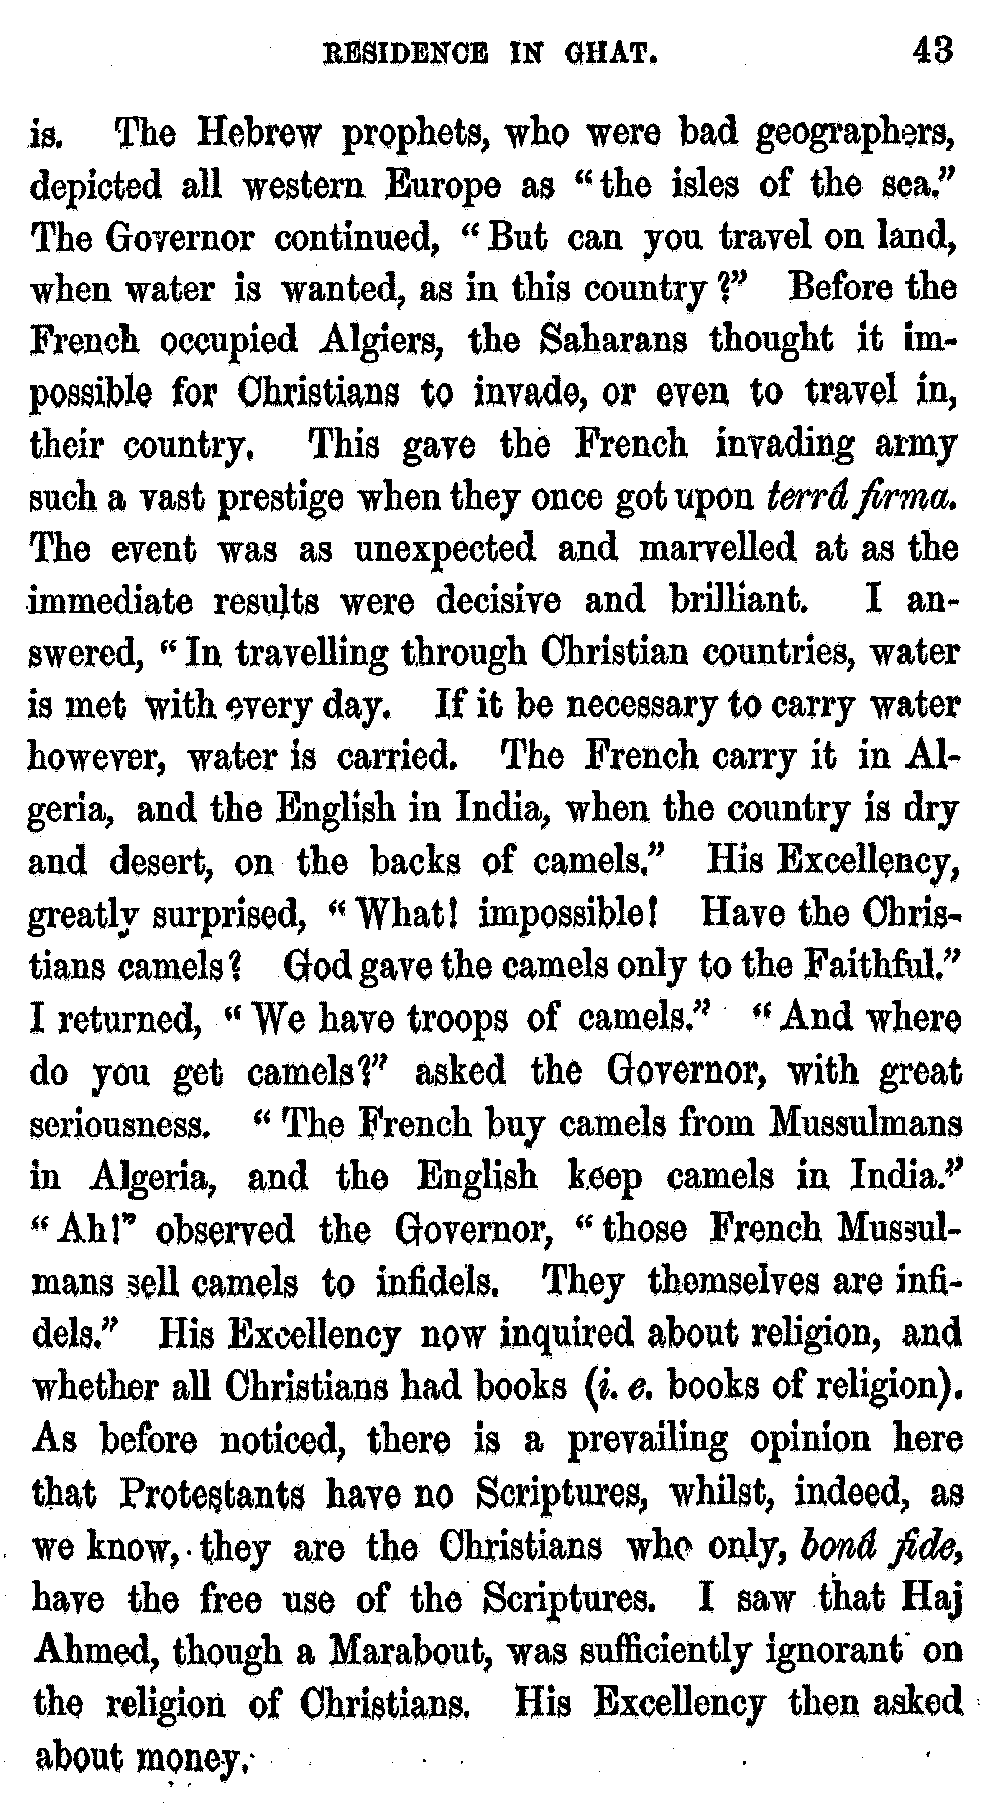 RESIDENCE IN GHAT. 43
is. The Hebrew prophets, who were bad geographers,
depicted all western Europe as “the isles of the sea.”
The Governor continued, “But can you travel on land,
when water is wanted, as in this country?” Before the
French occupied Algiers, the Saharans thought it im-
possible for Christians to invade, or even to travel in,
their country. This gave the French invading army
such a vast prestige when they once got upon terrâ firma.
The event was as unexpected and marvelled at as the
immediate results were decisive and brilliant. I an-
swered, “In travelling through Christian countries, water
is met with every day. If it be necessary to carry water
however, water is carried. The French carry it in Al-
geria, and the English in India, when the country is dry
and desert, on the backs of camels.” His Excellency,
greatly surprised, “What! impossible! Have the Chris-
tians camels? God gave the camels only to the Faithful.”
I returned, “We have troops of camels.” “And where
do you get camels?” asked the Governor, with great
seriousness. “The French buy camels from Mussulmans
in Algeria, and the English keep camels in India.”
“Ah!” observed the Governor, “those French Mussul-
mans sell camels to infidels. They themselves are infi-
dels.” His Excellency now inquired about religion, and
whether all Christians had books (i. e. books of religion).
As before noticed, there is a prevailing opinion here
that Protestants have no Scriptures, whilst, indeed, as
we know, they are the Christians who only, bonâ fide,
have the free use of the Scriptures. I saw that Haj
Ahmed, though a Marabout, was sufficiently ignorant on
the religion of Christians. His Excellency then asked
about money.